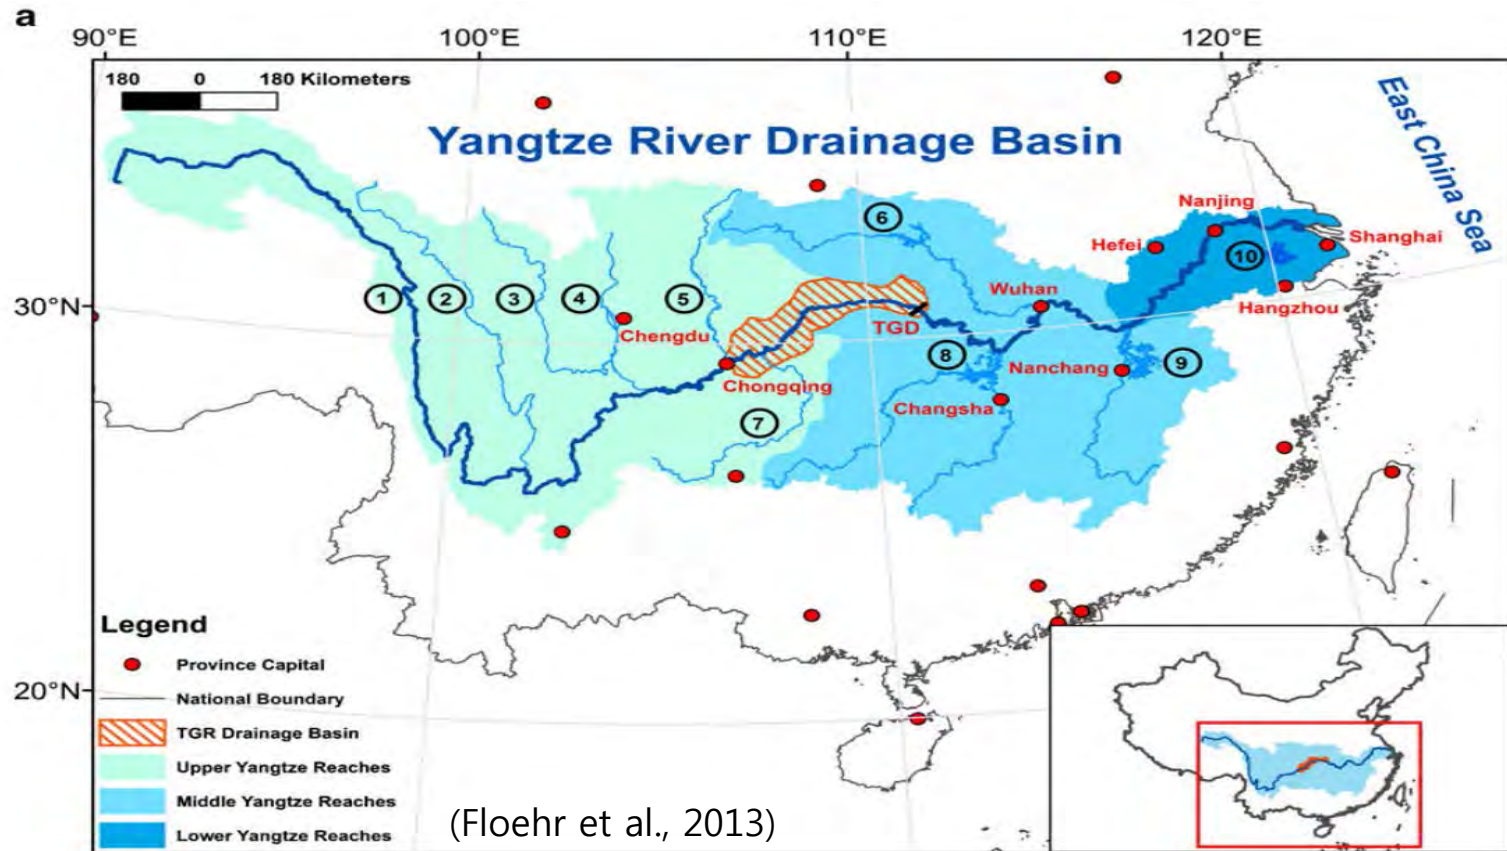 a
90°E
100°E
110°E
120°E
180 0 180 Kilometers
Yangtze River Drainage Basin
East China Sea
30°N
20°N
1
2
3
4
5
6
7
8
9
10
Nanjing
Hefei
Shanghai
Hangzhou
Wuhan
TGD
Chengdu
Chongqing
Nanchang
Changsha
Legend
Province Capital
National Boundary
TGR Drainage Basin
Upper Yangtze Reaches
Middle Yangtze Reaches
Lower Yangtze Reaches
(Floehr et al., 2013)